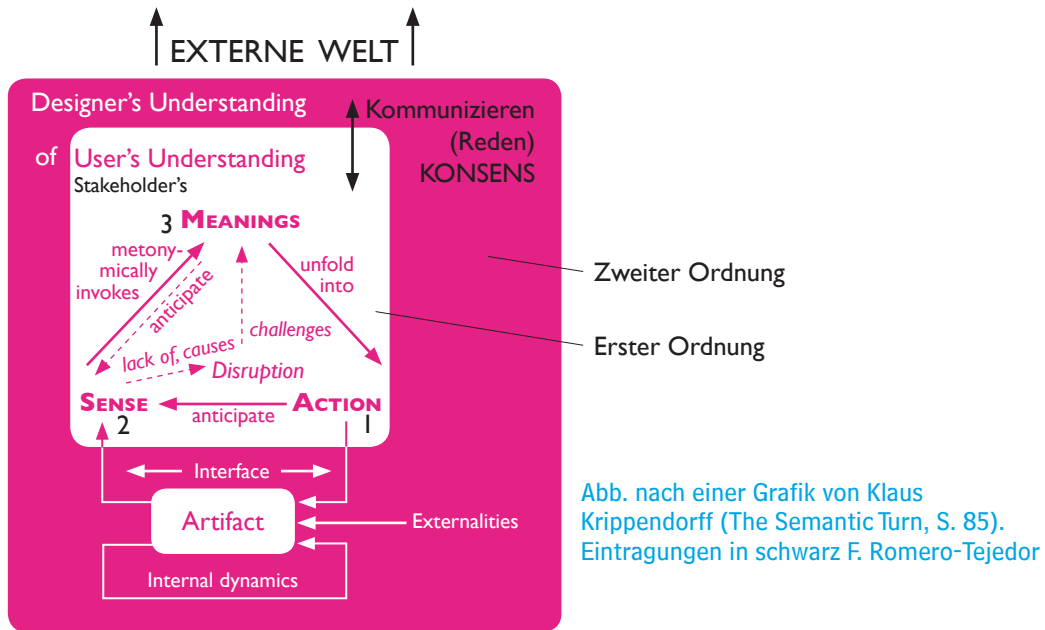 EXTERNE WELT
Designer's Understanding
Kommunizieren
(Reden)
KONSENS
of User's Understanding
Stakeholder's
3 MEANINGS
metony-
mically
invokes
anticipate
unfold
into
challenges
lack of, causes
Disruption
SENSE
2
anticipate
ACTION
1
Zweiter Ordnung
Erster Ordnung
Interface
Artifact
Externalities
Internal dynamics
Abb. nach einer Grafik von Klaus
Krippendorff (The Semantic Turn, S. 85).
Eintragungen in schwarz F. Romero-Tejedor